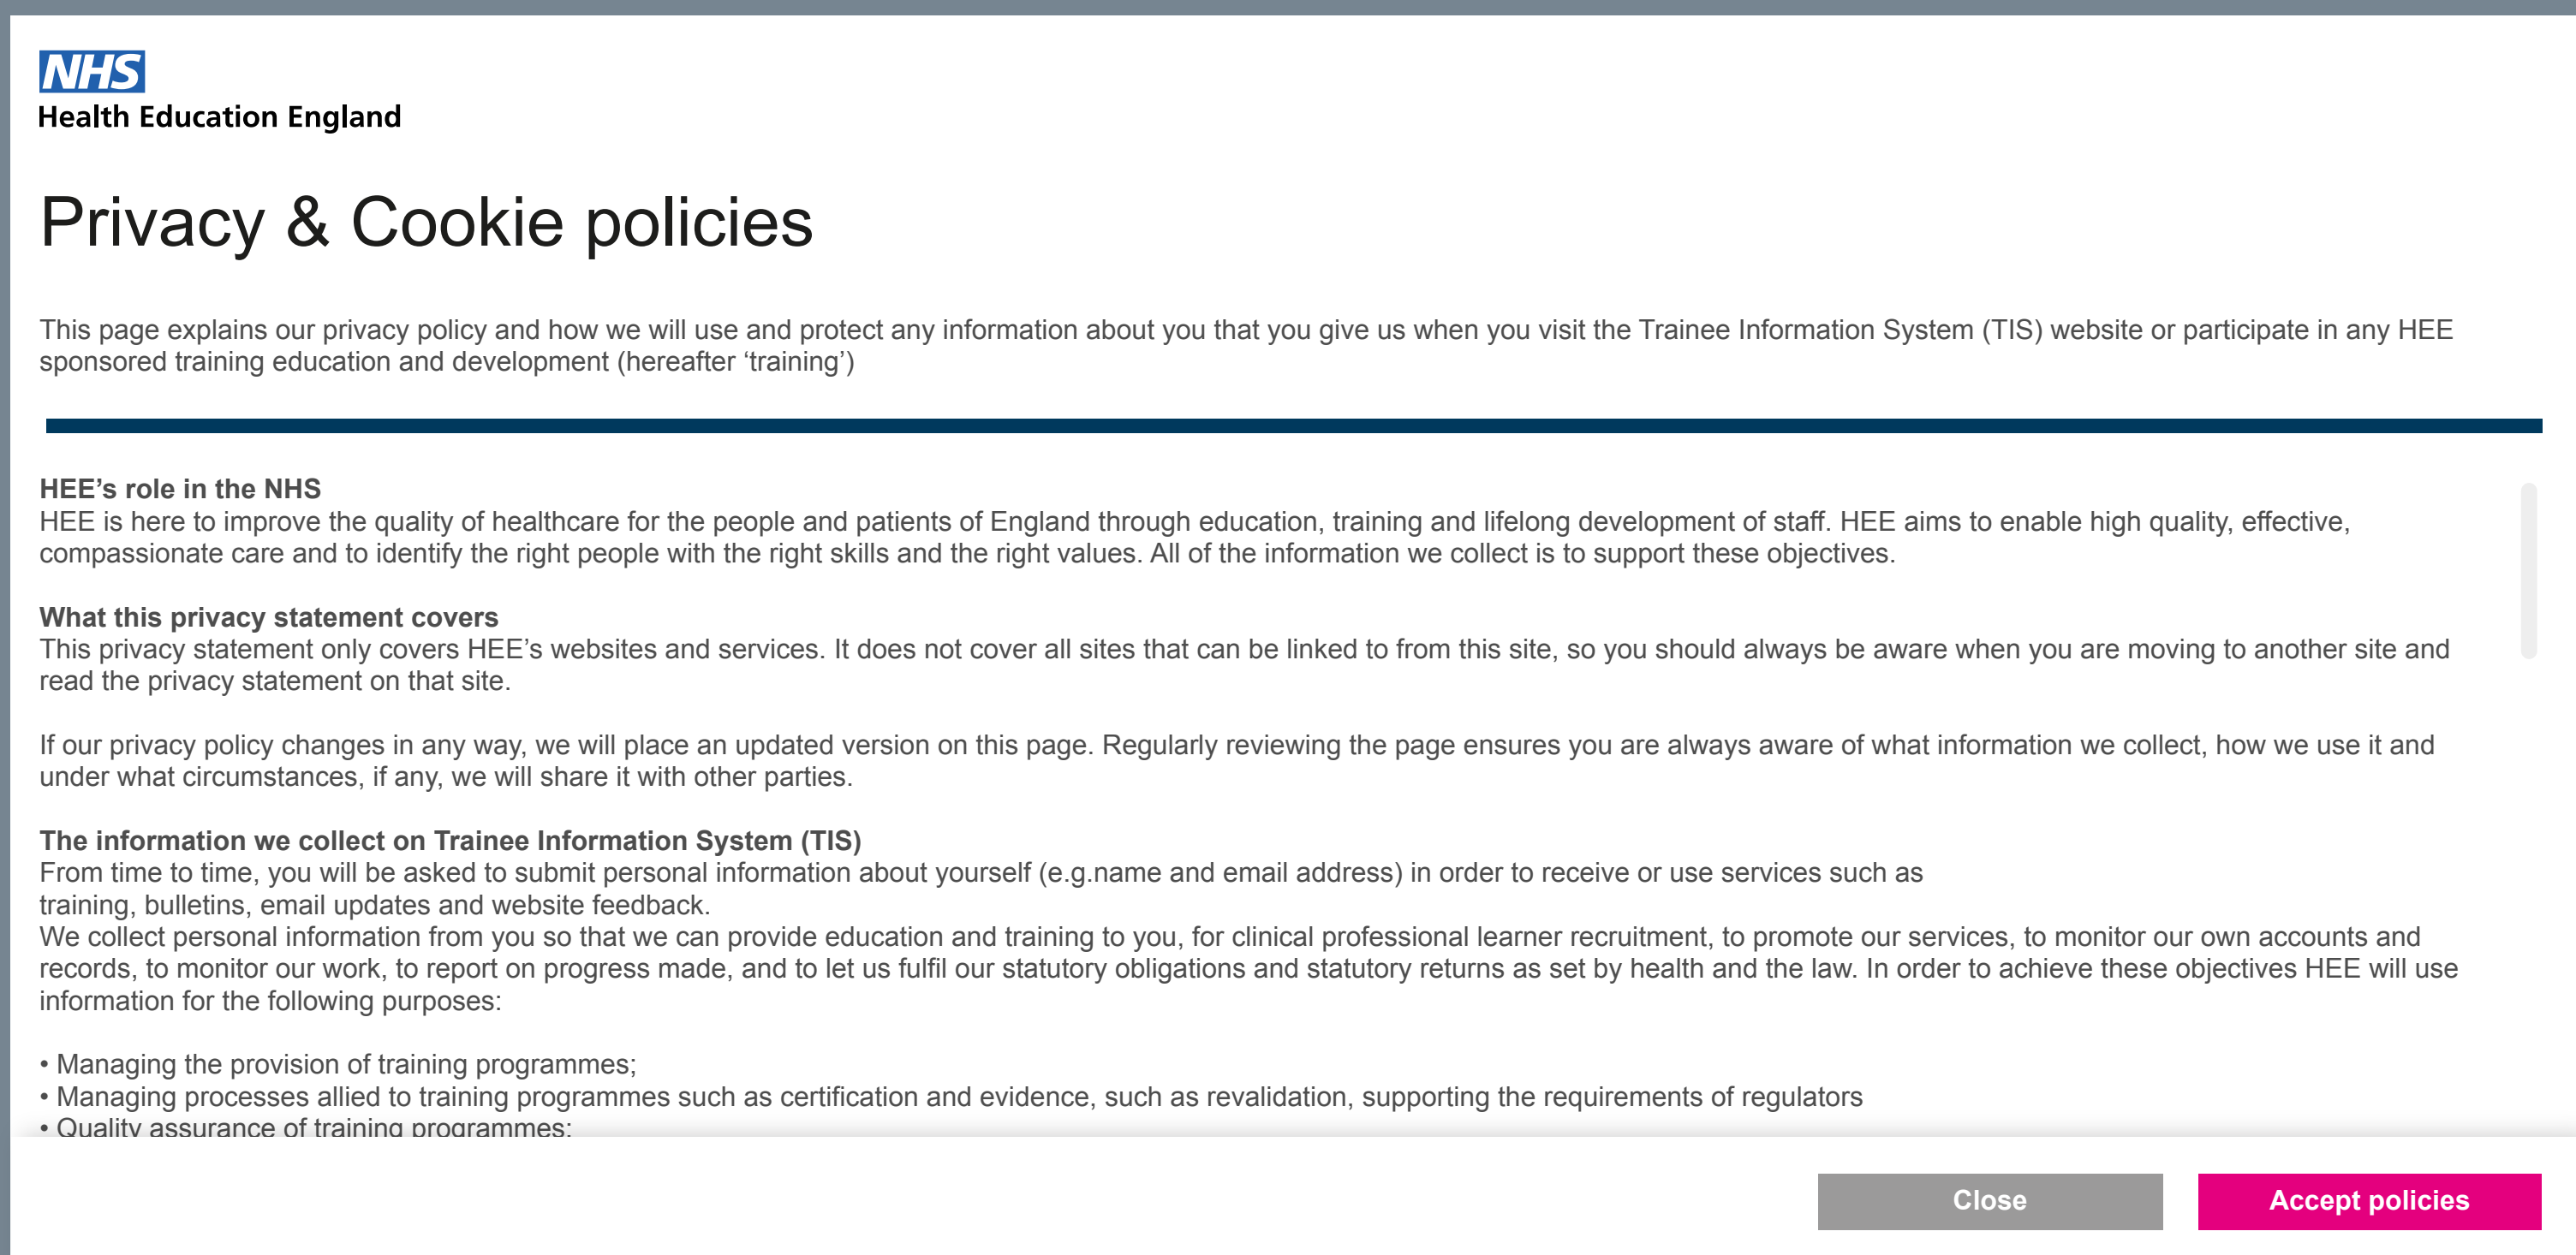 NHS
Health Education England
Privacy & Cookie policies
This page explains our privacy policy and how we will use and protect any information about you that you give us when you visit the Trainee Information System (TIS) website or participate in any HEE
sponsored training education and development (hereafter ‘training’)
HEE’s role in the NHS
HEE is here to improve the quality of healthcare for the people and patients of England through education, training and lifelong development of staff. HEE aims to enable high quality, effective,
compassionate care and to identify the right people with the right skills and the right values. All of the information we collect is to support these objectives.
What this privacy statement covers
This privacy statement only covers HEE’s websites and services. It does not cover all sites that can be linked to from this site, so you should always be aware when you are moving to another site and
read the privacy statement on that site.
If our privacy policy changes in any way, we will place an updated version on this page. Regularly reviewing the page ensures you are always aware of what information we collect, how we use it and
under what circumstances, if any, we will share it with other parties.
The information we collect on Trainee Information System (TIS)
From time to time, you will be asked to submit personal information about yourself (e.g.name and email address) in order to receive or use services such as
training, bulletins, email updates and website feedback.
We collect personal information from you so that we can provide education and training to you, for clinical professional learner recruitment, to promote our services, to monitor our own accounts and
records, to monitor our work, to report on progress made, and to let us fulfil our statutory obligations and statutory returns as set by health and the law. In order to achieve these objectives HEE will use
information for the following purposes:
• Managing the provision of training programmes;
• Managing processes allied to training programmes such as certification and evidence, such as revalidation, supporting the requirements of regulators
• Quality assurance of training programmes;
Close
Accept policies